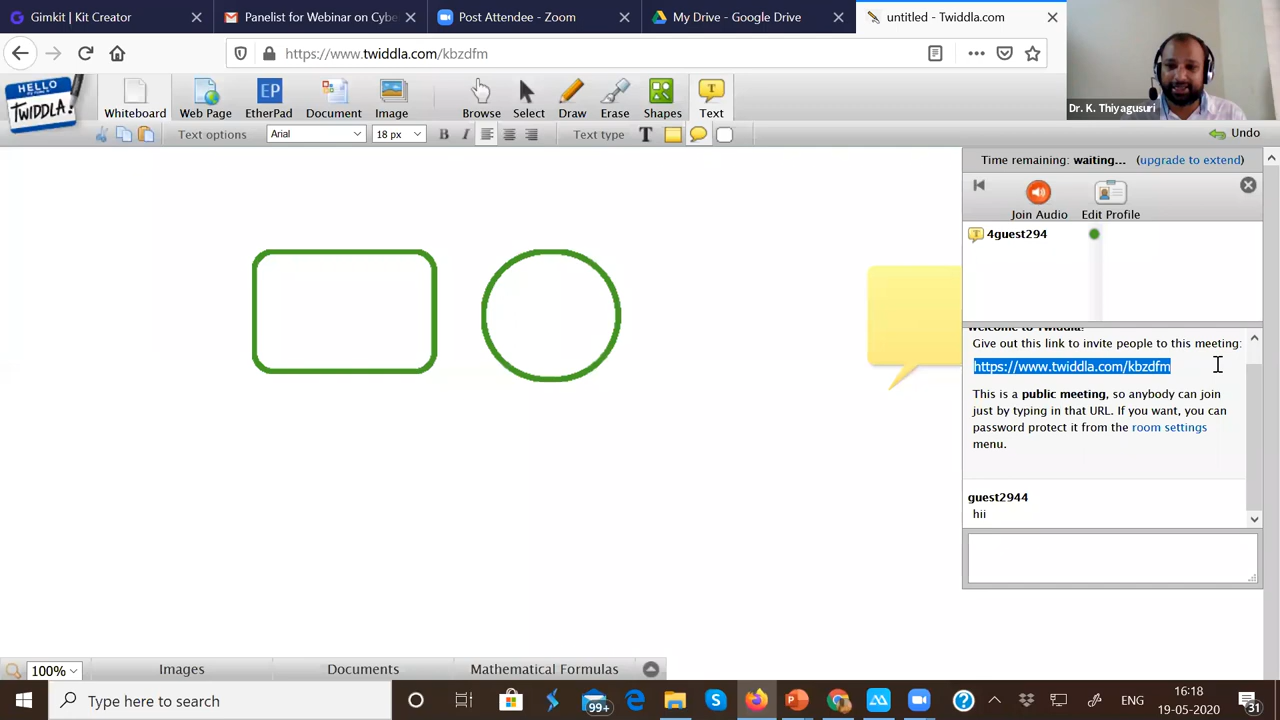 Gimkit | Kit Creator
Panelist for Webinar on Cybe
Post Attendee - Zoom
My Drive - Google Drive
untitled - Twiddla.com
https://www.twiddla.com/kbzdfm
HELLO my name is
TWIDDLA!
Whiteboard
Web Page
EP
EtherPad
Document
Image
Browse
Select
Draw
Erase
Shapes
T
Text
Dr. K. Thiyagusuri
Text options
Arial
18 px
B
I
Text type
T
Undo
Time remaining: waiting... (upgrade to extend)
Join Audio
Edit Profile
T
4guest294
Welcome to Twiddla!
Give out this link to invite people to this meeting:
https://www.twiddla.com/kbzdfm
This is a public meeting, so anybody can join
just by typing in that URL. If you want, you can
password protect it from the room settings
menu.
guest2944
hii
100%
Images
Documents
Mathematical Formulas
Type here to search
99+
ENG
16:18
19-05-2020
31